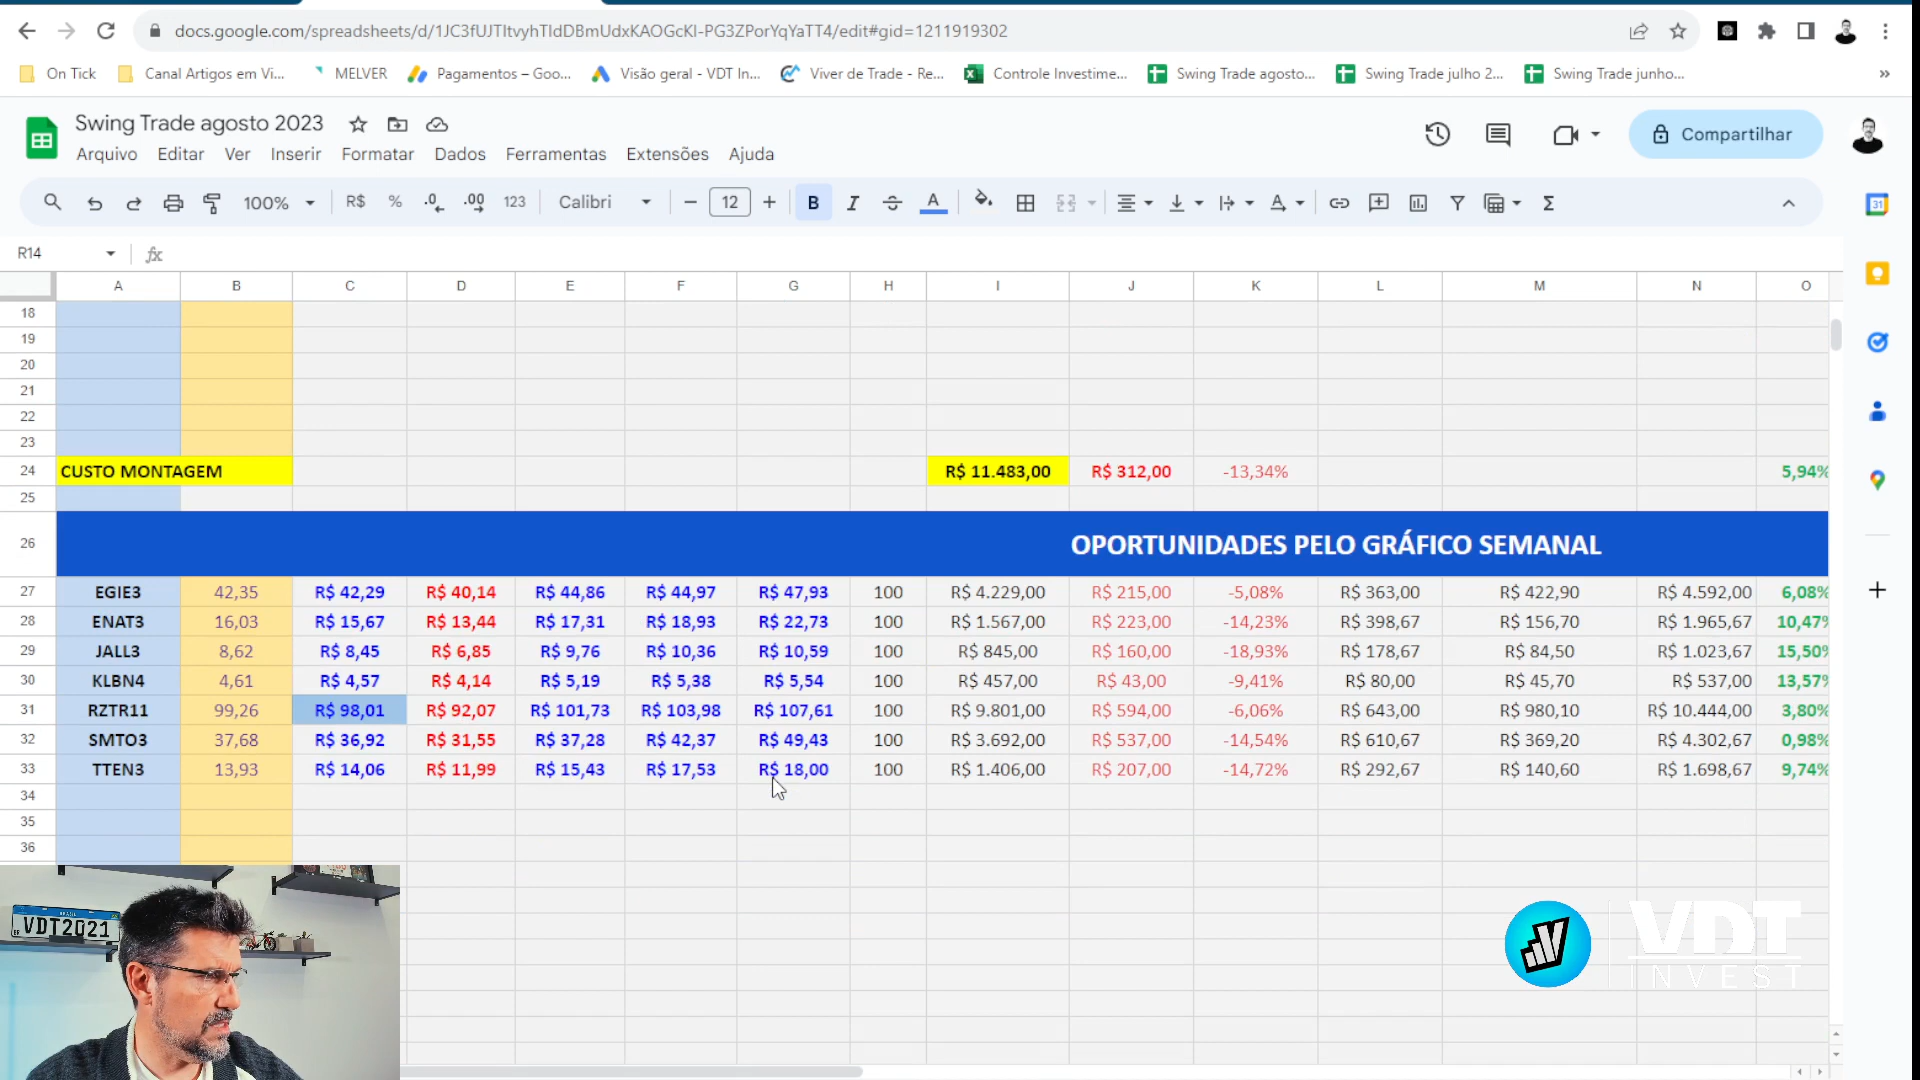 docs.google.com/spreadsheets/d/1JC3fUJTItvyhTIdDBmUdxKAOGcKI-PG3ZPorYqYaTT4/edit#gid=1211919302
On Tick Canal Artigos em Vi... MELVER Pagamentos – Goo... Visão geral - VDT In... Viver de Trade - Re... Controle Investime... Swing Trade agosto... Swing Trade julho 2... Swing Trade junho... »
Swing Trade agosto 2023
Compartilhar
Arquivo Editar Ver Inserir Formatar Dados Ferramentas Extensões Ajuda
100% R$ % .0 .00 123 Calibri 12 B I A Σ
31
R14 fx
A B C D E F G H I J K L M N O
18
19
20
21
22
23
24 CUSTO MONTAGEM R$ 11.483,00 R$ 312,00 -13,34% 5,94%
25
26 OPORTUNIDADES PELO GRÁFICO SEMANAL
27 EGIE3 42,35 R$ 42,29 R$ 40,14 R$ 44,86 R$ 44,97 R$ 47,93 100 R$ 4.229,00 R$ 215,00 -5,08% R$ 363,00 R$ 422,90 R$ 4.592,00 6,08%
28 ENAT3 16,03 R$ 15,67 R$ 13,44 R$ 17,31 R$ 18,93 R$ 22,73 100 R$ 1.567,00 R$ 223,00 -14,23% R$ 398,67 R$ 156,70 R$ 1.965,67 10,47%
29 JALL3 8,62 R$ 8,45 R$ 6,85 R$ 9,76 R$ 10,36 R$ 10,59 100 R$ 845,00 R$ 160,00 -18,93% R$ 178,67 R$ 84,50 R$ 1.023,67 15,50%
30 KLBN4 4,61 R$ 4,57 R$ 4,14 R$ 5,19 R$ 5,38 R$ 5,54 100 R$ 457,00 R$ 43,00 -9,41% R$ 80,00 R$ 45,70 R$ 537,00 13,57%
31 RZTR11 99,26 R$ 98,01 R$ 92,07 R$ 101,73 R$ 103,98 R$ 107,61 100 R$ 9.801,00 R$ 594,00 -6,06% R$ 643,00 R$ 980,10 R$ 10.444,00 3,80%
32 SMTO3 37,68 R$ 36,92 R$ 31,55 R$ 37,28 R$ 42,37 R$ 49,43 100 R$ 3.692,00 R$ 537,00 -14,54% R$ 610,67 R$ 369,20 R$ 4.302,67 0,98%
33 TTEN3 13,93 R$ 14,06 R$ 11,99 R$ 15,43 R$ 17,53 R$ 18,00 100 R$ 1.406,00 R$ 207,00 -14,72% R$ 292,67 R$ 140,60 R$ 1.698,67 9,74%
34
35
36
VDT2021
VDT
INVEST